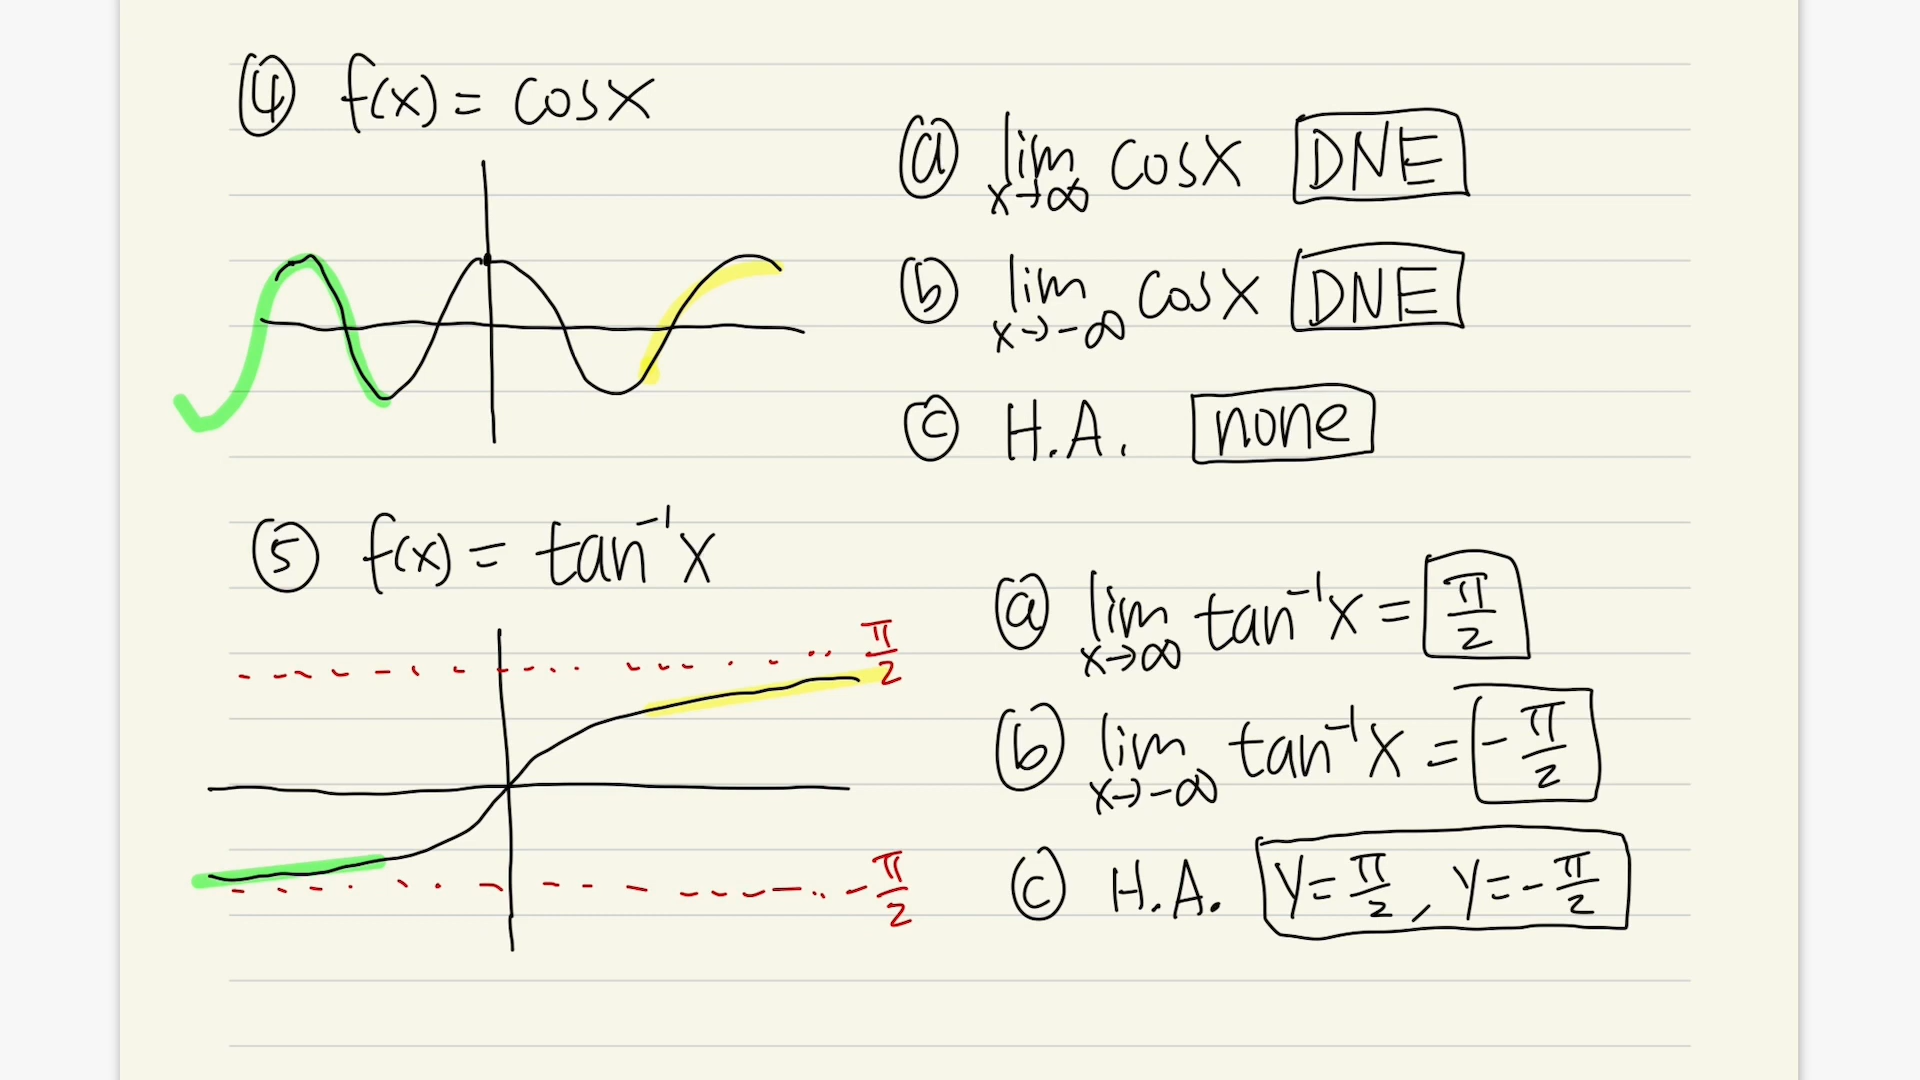 ④ f(x) = cosx
ⓐ lim x→∞ cosx DNE
ⓑ lim x→-∞ cosx DNE
ⓒ H.A. none
⑤ f(x) = tan⁻¹x
π/2
-π/2
ⓐ lim x→∞ tan⁻¹x = π/2
ⓑ lim x→-∞ tan⁻¹x = -π/2
ⓒ H.A. y=π/2, y=-π/2